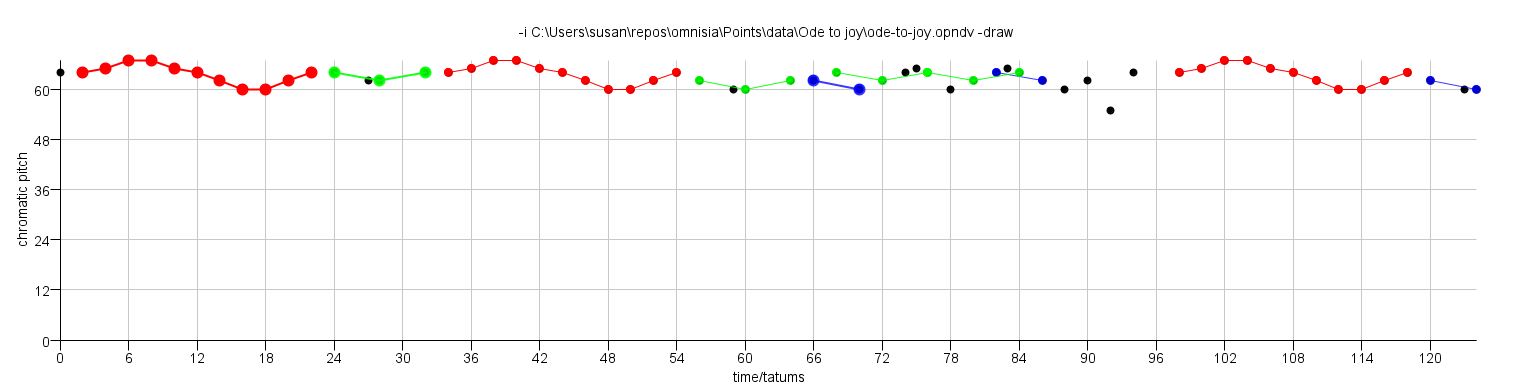 -i C:\Users\susan\repos\omnisia\Points\data\Ode to joy\ode-to-joy.opndv -draw
chromatic pitch
60
48
36
24
12
0
0 6 12 18 24 30 36 42 48 54 60 66 72 78 84 90 96 102 108 114 120
time/tatums